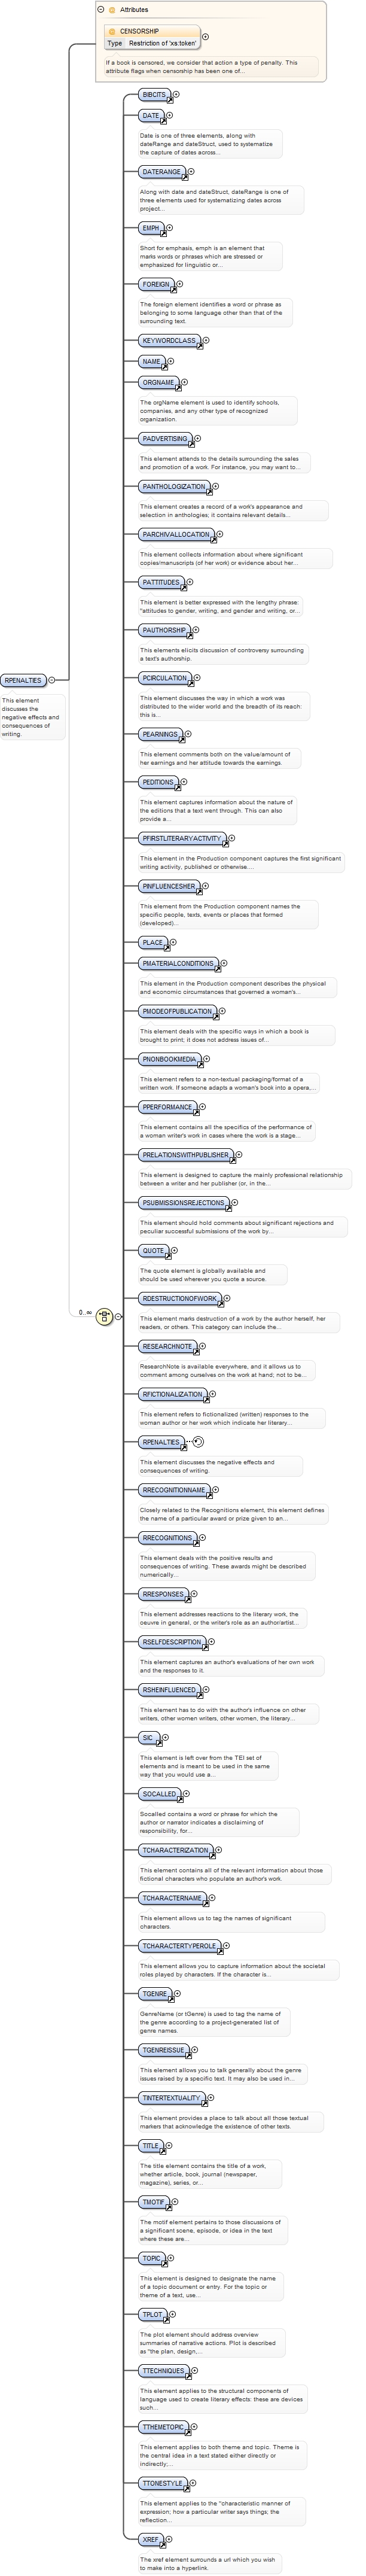 Attributes
CENSORSHIP
Type Restriction of 'xs:token'
If a book is censored, we consider that action a type of penalty. This
attribute flags when censorship has been one of...
BIBCITS
DATE
Date is one of three elements, along with
dateRange and dateStruct, used to systematize
the capture of dates across...
DATERANGE
Along with date and dateStruct, dateRange is one of
three elements used for systematizing dates across
project...
EMPH
Short for emphasis, emph is an element that
marks words or phrases which are stressed or
emphasized for linguistic or...
FOREIGN
The foreign element identifies a word or phrase as
belonging to some language other than that of the
surrounding text.
KEYWORDCLASS
NAME
ORGNAME
The orgName element is used to identify schools,
companies, and any other type of recognized
organization.
PADVERTISING
This element attends to the details surrounding the sales
and promotion of a work. For instance, you may want to...
PANTHOLOGIZATION
This element creates a record of a work's appearance and
selection in anthologies; it contains relevant details...
PARCHIVALLOCATION
This element collects information about where significant
copies/manuscripts (of her work) or evidence about her...
PATTITUDES
This element is better expressed with the lengthy phrase:
"attitudes to gender, writing, and gender and writing, or...
PAUTHORSHIP
This elements elicits discussion of controversy surrounding
a text's authorship.
PCIRCULATION
This element discusses the way in which a work was
distributed to the wider world and the breadth of its reach:
this is...
RPENALTIES
This element
discusses the
negative effects and
consequences of
writing.
PEARNINGS
This element comments both on the value/amount of
her earnings and her attitude towards the earnings.
PEDITIONS
This element captures information about the nature of
the editions that a text went through. This can also
provide a...
PFIRSTLITERARYACTIVITY
This element in the Production component captures the first significant
writing activity, published or otherwise....
PINFLUENCESHER
This element from the Production component names the
specific people, texts, events or places that formed
(developed)...
PLACE
PMATERIALCONDITIONS
This element in the Production component describes the physical
and economic circumstances that governed a woman's...
PMODEOFPUBLICATION
This element deals with the specific ways in which a book is
brought to print; it does not address issues of...
PNONBOOKMEDIA
This element refers to a non-textual packaging/format of a
written work. If someone adapts a woman's book into a opera,...
PPERFORMANCE
This element contains all the specifics of the performance of
a woman writer's work in cases where the work is a stage...
PRELATIONSWITHPUBLISHER
This element is designed to capture the mainly professional relationship
between a writer and her publisher (or, in the...
PSUBMISSIONSREJECTIONS
This element should hold comments about significant rejections and
peculiar successful submissions of the work by...
QUOTE
The quote element is globally available and
should be used wherever you quote a source.
RDESTRUCTIONOFWORK
0..∞
This element marks destruction of a work by the author herself, her
readers, or others. This category can include the...
RESEARCHNOTE
ResearchNote is available everywhere, and it allows us to
comment among ourselves on the work at hand; not to be...
RFICTIONALIZATION
This element refers to fictionalized (written) responses to the
woman author or her work which indicate her literary...
RPENALTIES
This element discusses the negative effects and
consequences of writing.
RRECOGNITIONNAME
Closely related to the Recognitions element, this element defines
the name of a particular award or prize given to an...
RRECOGNITIONS
This element deals with the positive results and
consequences of writing. These awards might be described
numerically...
RRESPONSES
This element addresses reactions to the literary work, the
oeuvre in general, or the writer's role as an author/artist...
RSELFDESCRIPTION
This element captures an author's evaluations of her own work
and the responses to it.
RSHEINFLUENCED
This element has to do with the author's influence on other
writers, other women writers, other women, the literary...
SIC
This element is left over from the TEI set of
elements and is meant to be used in the same
way that you would use a...
SOCALLED
Socalled contains a word or phrase for which the
author or narrator indicates a disclaiming of
responsibility, for...
TCHARACTERIZATION
This element contains all of the relevant information about those
fictional characters who populate an author's work.
TCHARACTERNAME
This element allows us to tag the names of significant
characters.
TCHARACTERTYPEROLE
This element allows you to capture information about the societal
roles played by characters. If the character is...
TGENRE
GenreName (or tGenre) is used to tag the name of
the genre according to a project-generated list of
genre names.
TGENREISSUE
This element allows you to talk generally about the genre
issues raised by a specific text. It may also be used in...
TINTERTEXTUALITY
This element provides a place to talk about all those textual
markers that acknowledge the existence of other texts.
TITLE
The title element contains the title of a work,
whether article, book, journal (newspaper,
magazine), series, or...
TMOTIF
The motif element pertains to those discussions of
a significant scene, episode, or idea in the text
where these are...
TOPIC
This element is designed to designate the name
of a topic document or entry. For the topic or
theme of a text, use...
TPLOT
The plot element should address overview
summaries of narrative actions. Plot is described
as "the plan, design,...
TTECHNIQUES
This element applies to the structural components of
language used to create literary effects: these are devices
such...
TTHEMETOPIC
This element applies to both theme and topic. Theme is
the central idea in a text stated either directly or
indirectly;...
TTONESTYLE
This element applies to the "characteristic manner of
expression; how a particular writer says things, the
reflection...
XREF
The xref element surrounds a url which you wish
to make into a hyperlink.